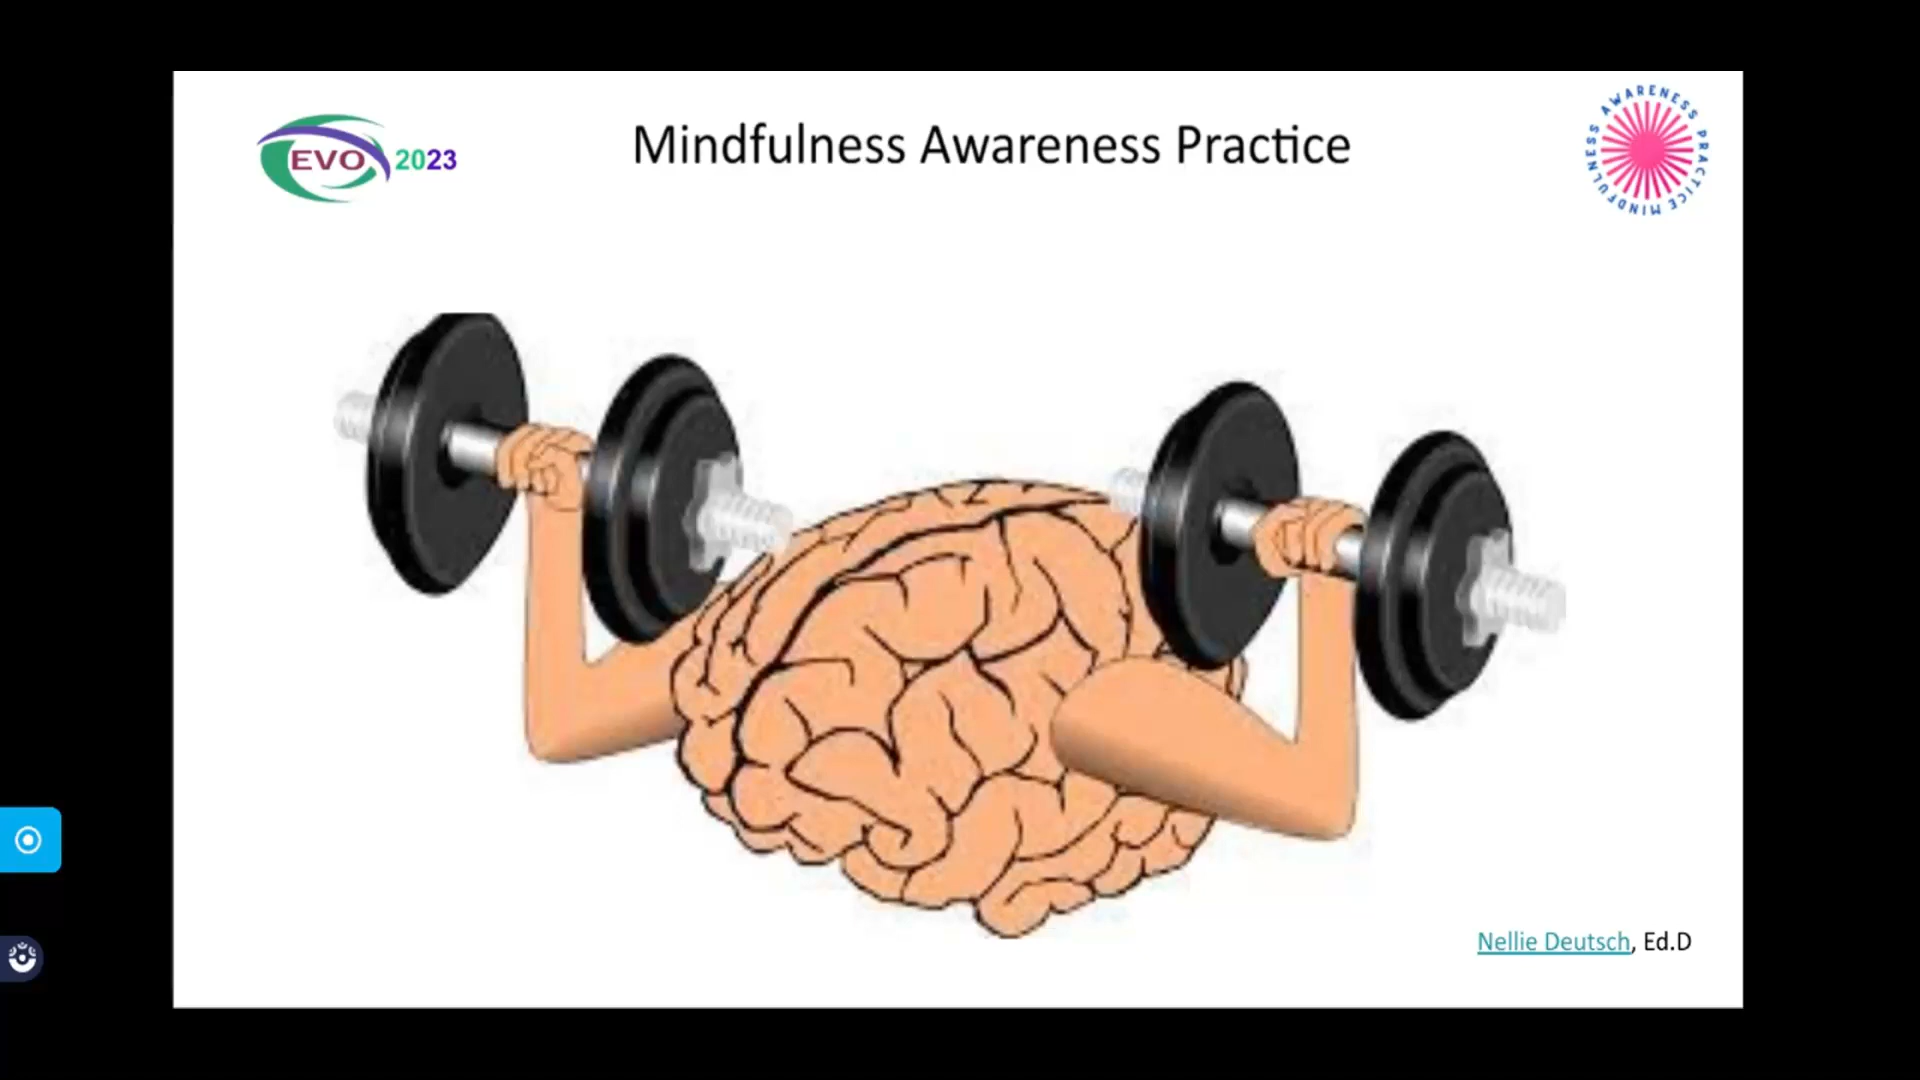 EVO 2023
Mindfulness Awareness Practice
MINDFULNESS AWARENESS PRACTICE
Nellie Deutsch, Ed.D